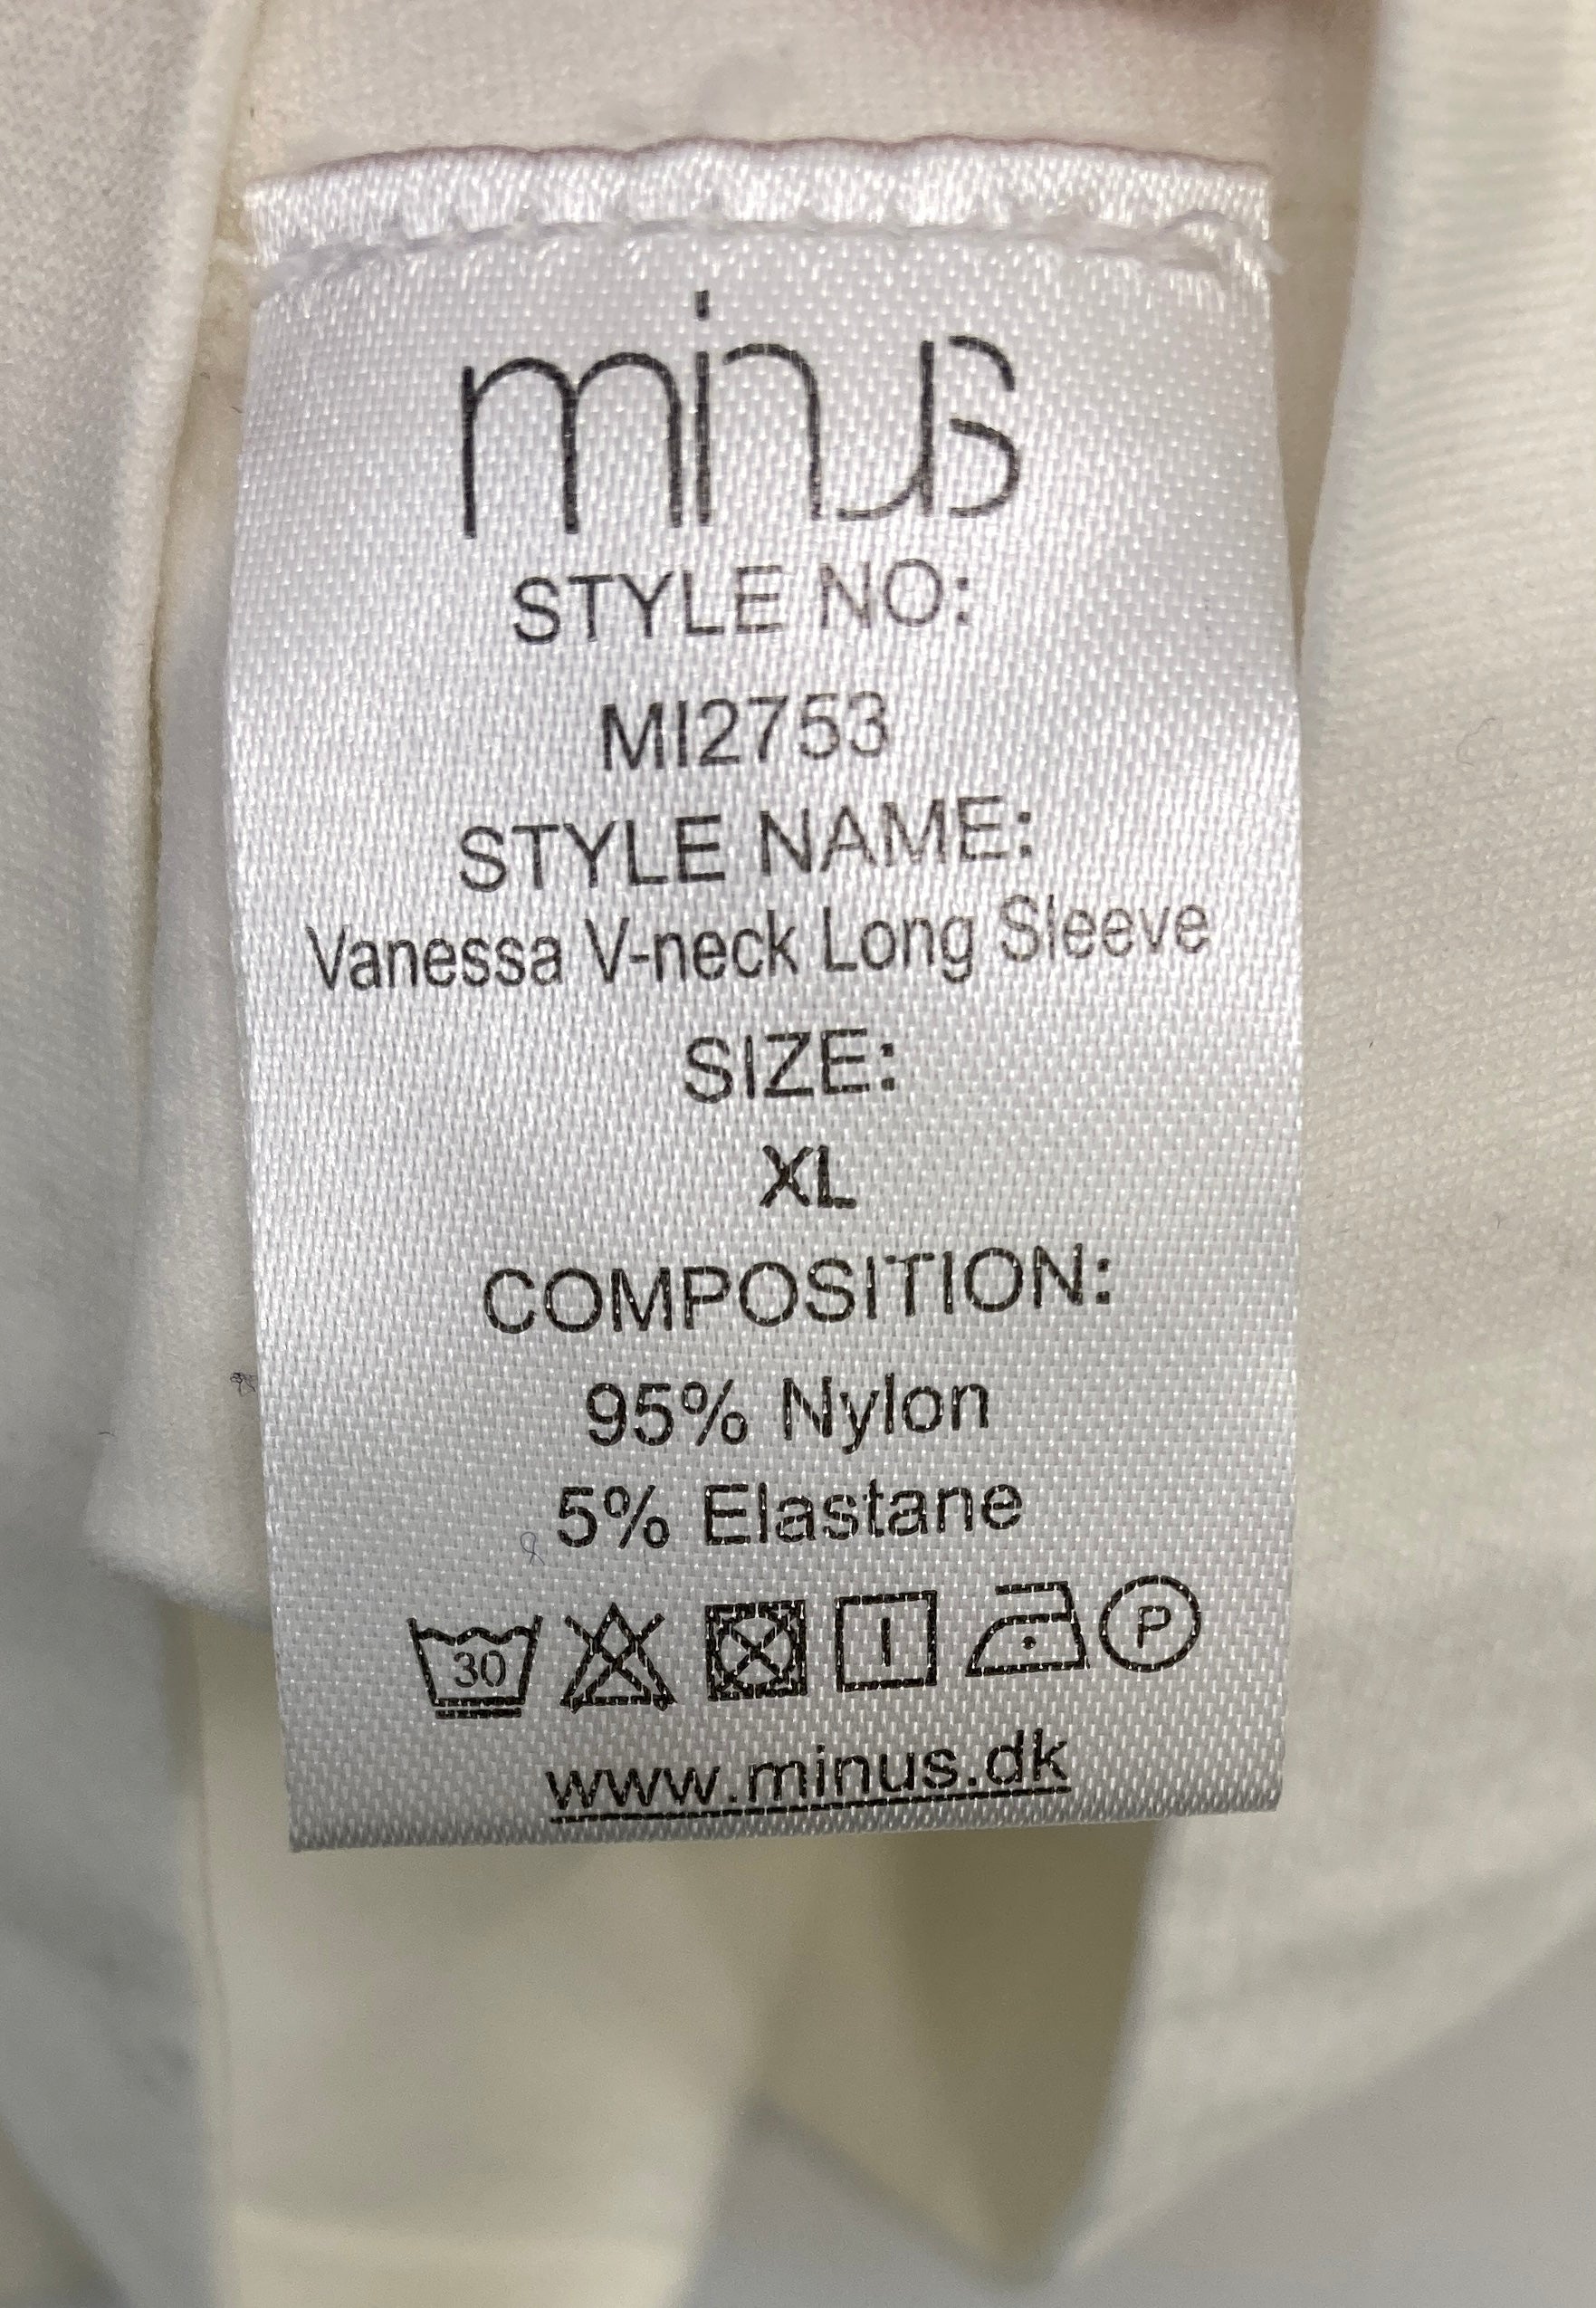 minus
STYLE NO:
MI2753
STYLE NAME:
Vanessa V-neck Long Sleeve
SIZE:
XL
COMPOSITION:
95% Nylon
5% Elastane
30 P
www.minus.dk